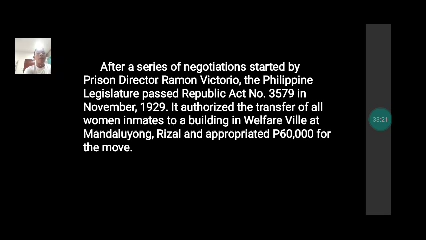 After a series of negotiations started by
Prison Director Ramon Victorio, the Philippine
Legislature passed Republic Act No. 3579 in
November, 1929. It authorized the transfer of all
women inmates to a building in Welfare Ville at
Mandaluyong, Rizal and appropriated P60,000 for
the move.
03:21